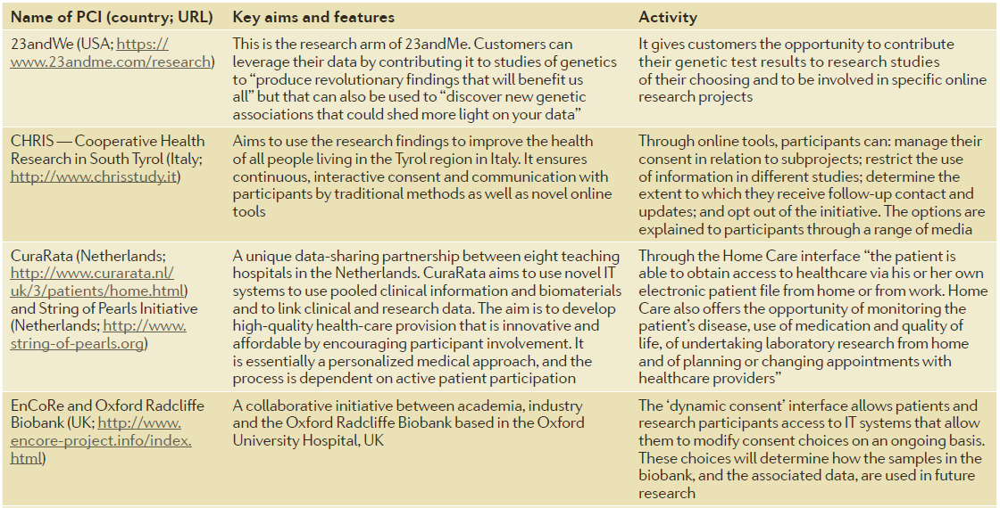 Name of PCI (country; URL)
Key aims and features
Activity
23andWe (USA; https://
www.23andme.com/research)
This is the research arm of 23andMe. Customers can
leverage their data by contributing it to studies of genetics
to “produce revolutionary findings that will benefit us
all” but that can also be used to “discover new genetic
associations that could shed more light on your data”
It gives customers the opportunity to contribute
their genetic test results to research studies
of their choosing and to be involved in specific online
research projects
CHRIS — Cooperative Health
Research in South Tyrol (Italy;
http://www.chrisstudy.it)
Aims to use the research findings to improve the health
of all people living in the Tyrol region in Italy. It ensures
continuous, interactive consent and communication with
participants by traditional methods as well as novel online
tools
Through online tools, participants can: manage their
consent in relation to subprojects; restrict the use
of information in different studies; determine the
extent to which they receive follow-up contact and
updates; and opt out of the initiative. The options are
explained to participants through a range of media
CuraRata (Netherlands;
http://www.curarata.nl/
uk/3/patients/home.html)
and String of Pearls Initiative
(Netherlands; http://www.
string-of-pearls.org)
A unique data-sharing partnership between eight teaching
hospitals in the Netherlands. CuraRata aims to use novel IT
systems to use pooled clinical information and biomaterials
and to link clinical and research data. The aim is to develop
high-quality health-care provision that is innovative and
affordable by encouraging participant involvement. It
is essentially a personalized medical approach, and the
process is dependent on active patient participation
Through the Home Care interface “the patient is
able to obtain access to healthcare via his or her own
electronic patient file from home or from work. Home
Care also offers the opportunity of monitoring the
patient’s disease, use of medication and quality of
life, of undertaking laboratory research from home
and of planning or changing appointments with
healthcare providers”
EnCoRe and Oxford Radcliffe
Biobank (UK; http://www.
encore-project.info/index.
html)
A collaborative initiative between academia, industry
and the Oxford Radcliffe Biobank based in the Oxford
University Hospital, UK
The ‘dynamic consent’ interface allows patients and
research participants access to IT systems that allow
them to modify consent choices on an ongoing basis.
These choices will determine how the samples in the
biobank, and the associated data, are used in future
research